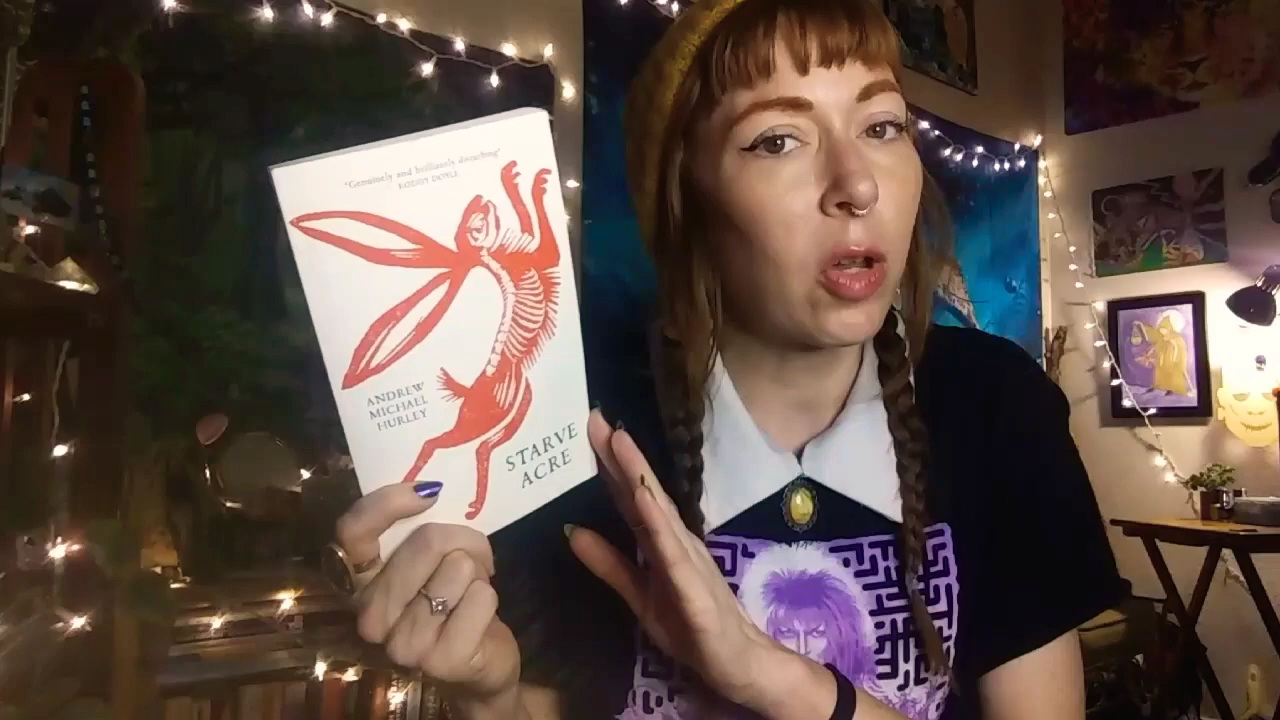 "Genuinely and brilliantly disturbing"
RODDY DOYLE
ANDREW
MICHAEL
HURLEY
STARVE
ACRE